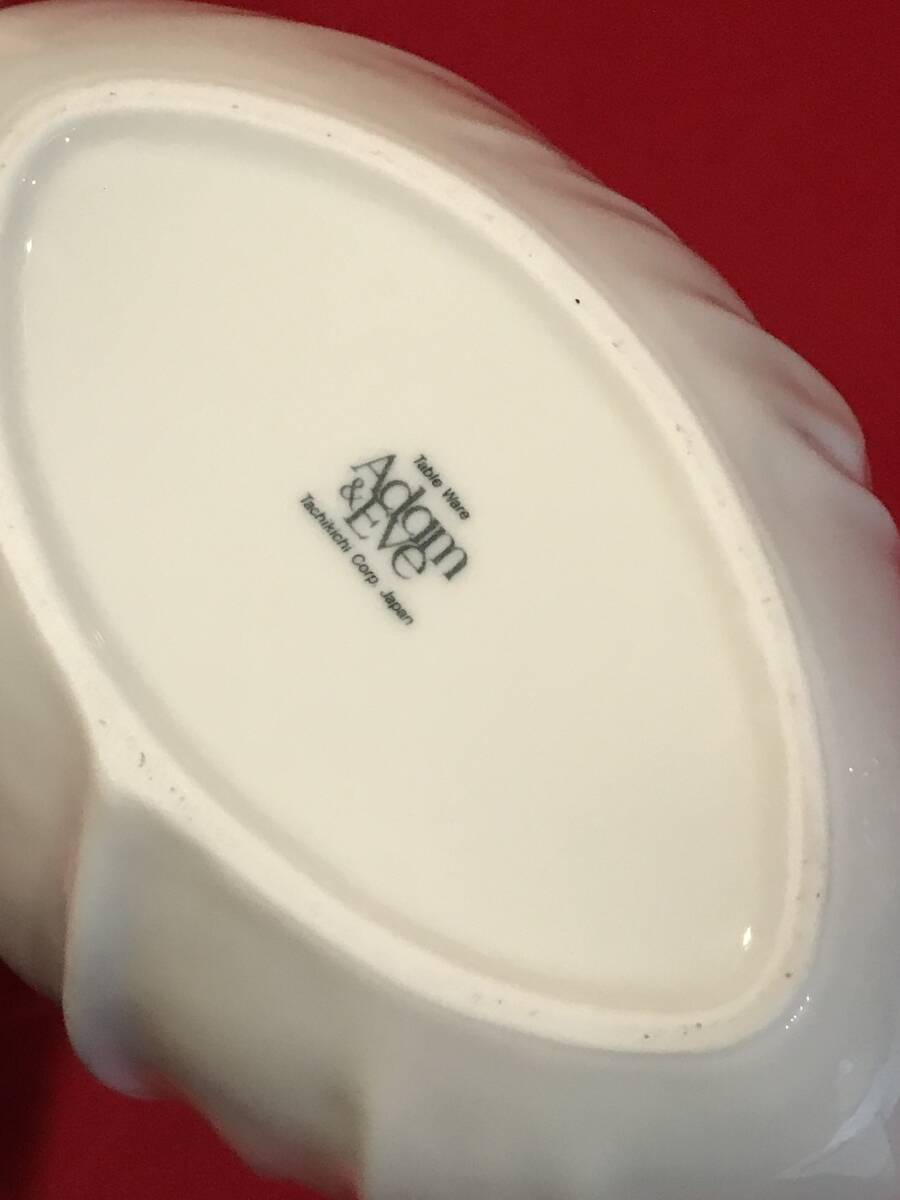 Table Ware
Adam
& Eve
Tachikichi Corp. Japan